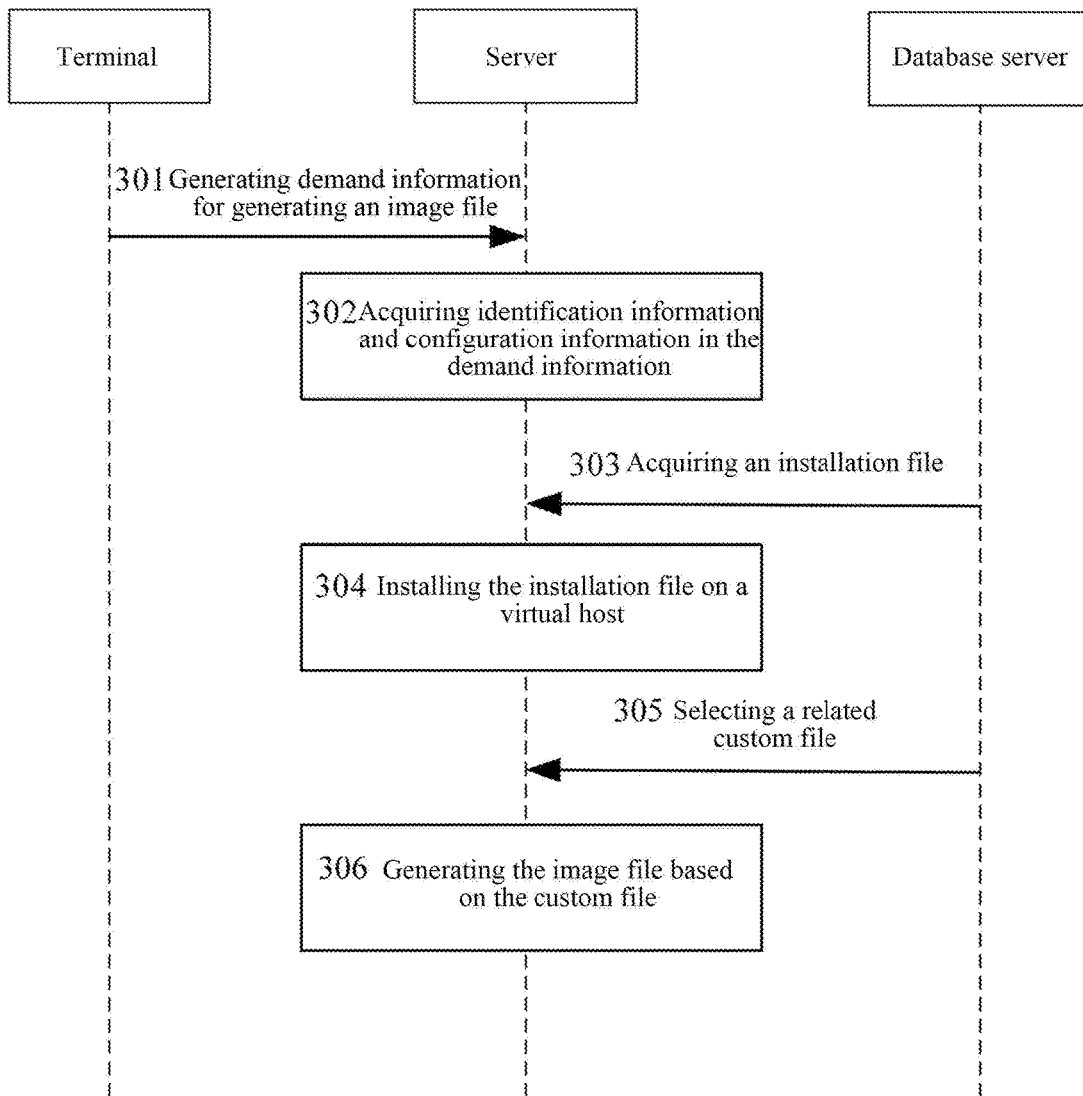 Terminal
Server
Database server
301 Generating demand information
for generating an image file
302 Acquiring identification information
and configuration information in the
demand information
303 Acquiring an installation file
304 Installing the installation file on a
virtual host
305 Selecting a related
custom file
306 Generating the image file based
on the custom file